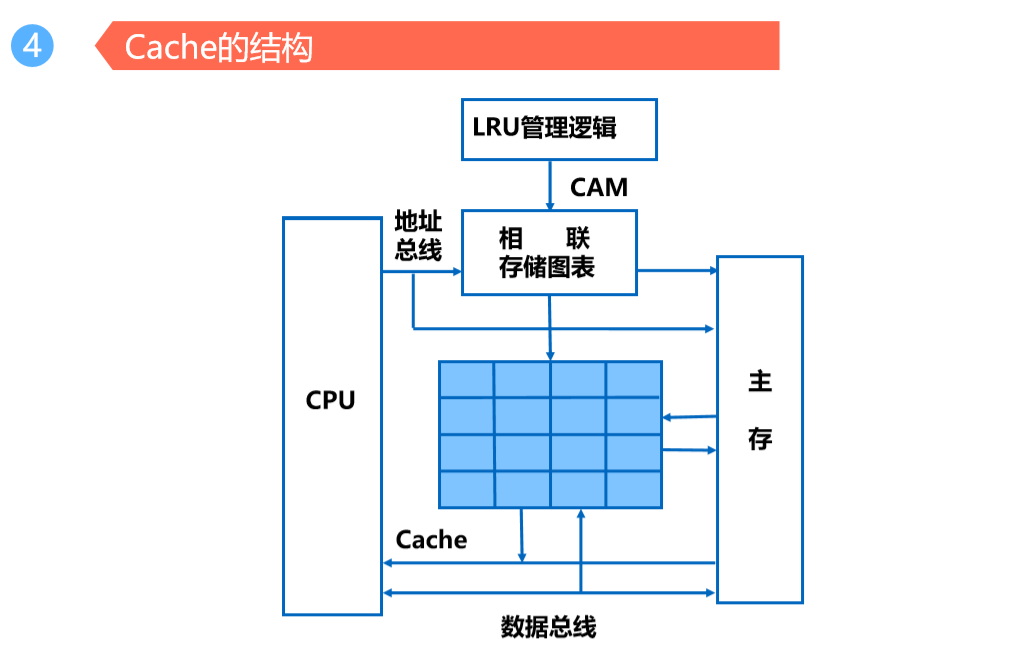 4
Cache的结构
LRU管理逻辑
CAM
地址
总线
相 联
存储图表
CPU
主
存
Cache
数据总线